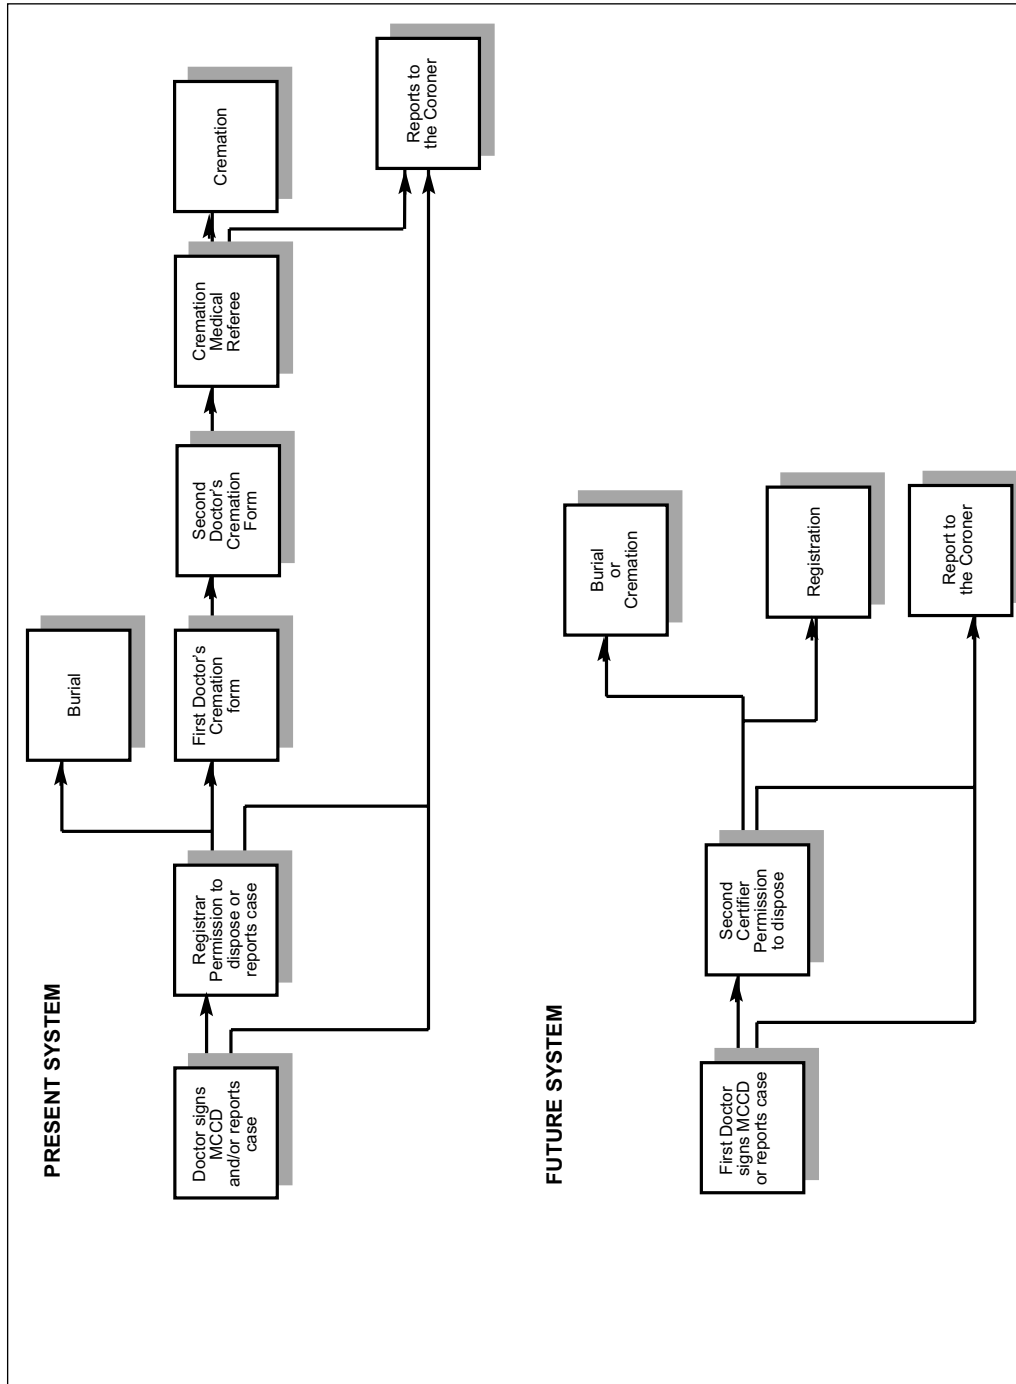 PRESENT SYSTEM
Doctor signs
MCCD
and/or reports
case
Registrar
Permission to
dispose or
reports case
Burial
First Doctor's
Cremation
form
Second
Doctor's
Cremation
Form
Cremation
Medical
Referee
Cremation
Reports to
the Coroner
FUTURE SYSTEM
First Doctor
signs MCCD
or reports case
Second
Certifier
Permission
to dispose
Burial
or
Cremation
Registration
Report to
the Coroner